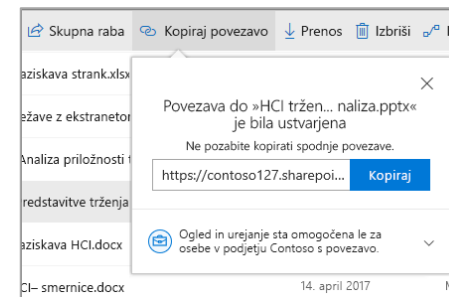 Skupna raba Kopiraj povezavo Prenos Izbriši
aziskava strank.xlsx
Povezava do »HCI tržen... naliza.pptx«
je bila ustvarjena
ežave z ekstranetom
Ne pozabite kopirati spodnje povezave.
Analiza priložnosti t
https://contoso127.sharepoi... Kopiraj
redstavitve trženja
Ogled in urejanje sta omogočena le za
osebe v podjetju Contoso s povezavo.
aziskava HCI.docx
CI– smernice.docx 14. april 2017